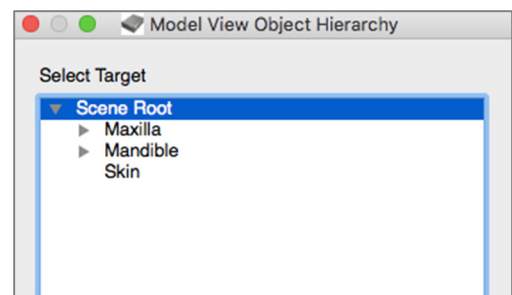 Model View Object Hierarchy
Select Target
Scene Root
Maxilla
Mandible
Skin